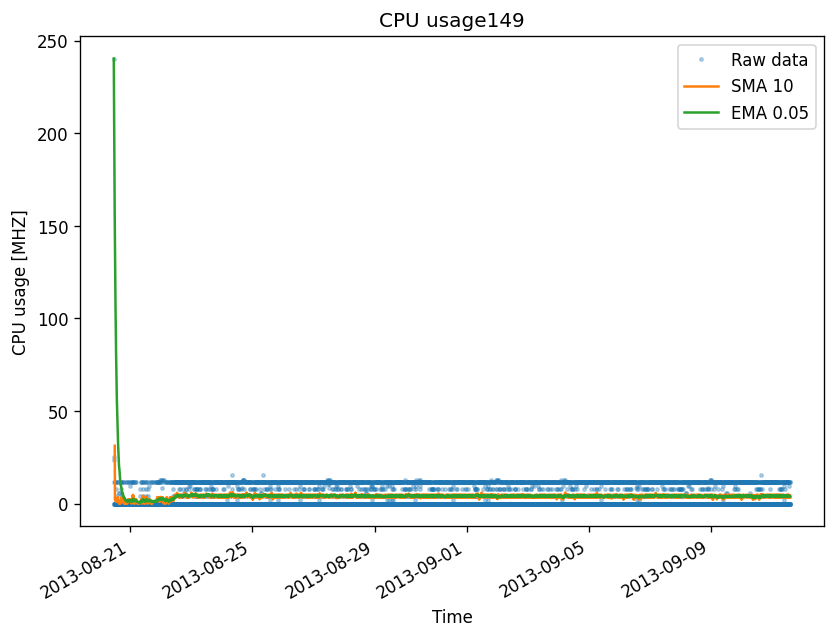 CPU usage149
250
200
150
100
50
0
CPU usage [MHZ]
Raw data
SMA 10
EMA 0.05
2013-08-21
2013-08-25
2013-08-29
2013-09-01
2013-09-05
2013-09-09
Time